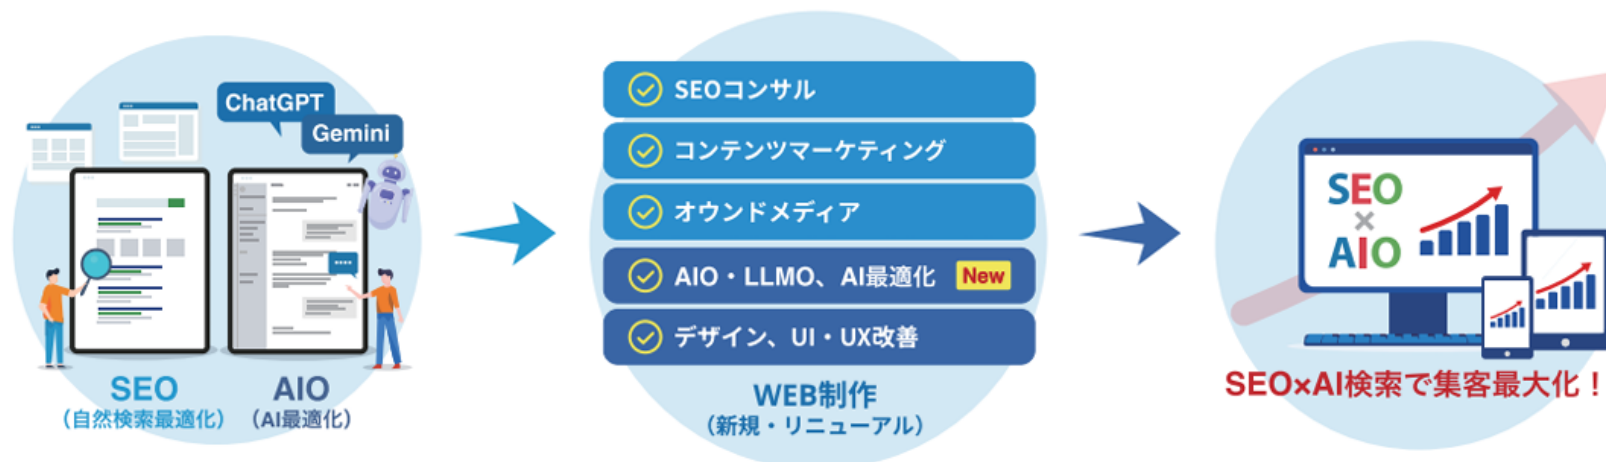 ChatGPT
Gemini
SEO
(自然検索最適化)
AIO
(AI最適化)
SEOコンサル
コンテンツマーケティング
オウンドメディア
AIO・LLMO、AI最適化 New
デザイン、UI・UX改善
WEB制作
(新規・リニューアル)
SEO
×
AIO
SEO×AI検索で集客最大化!